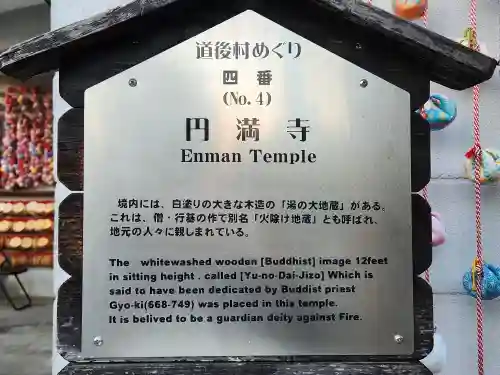 道後村めぐり
四番
(No. 4)
円満寺
Enman Temple
境内には、白塗りの大きな木造の「湯の大地蔵」がある。
これは、僧・行基の作で別名「火除け地蔵」とも呼ばれ、
地元の人々に親しまれている。
The whitewashed wooden [Buddhist] image 12feet
in sitting height . called [Yu-no-Dai-Jizo] Which is
said to have been dedicated by Buddist priest
Gyo-ki(668-749) was placed in this temple.
It is belived to be a guardian deity against Fire.